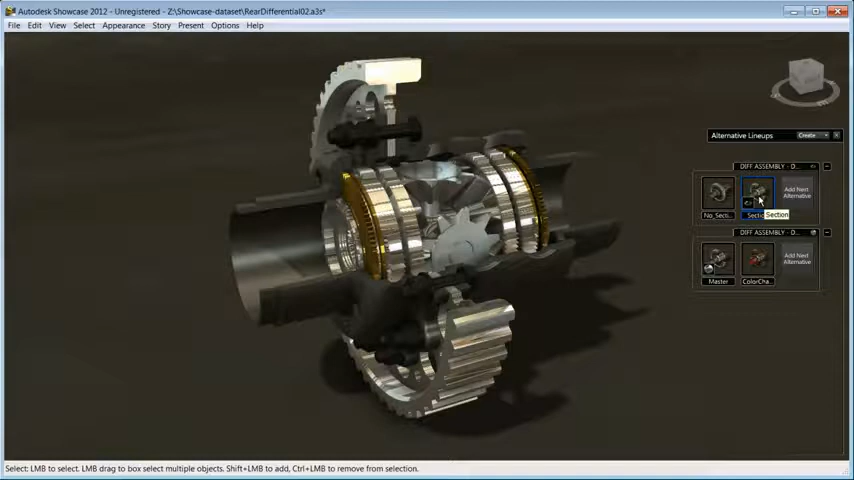 Autodesk Showcase 2012 - Unregistered - Z:\Showcase-dataset\RearDifferential02.a3s*
File Edit View Select Appearance Story Present Options Help
Alternative Lineups Create
DIFF ASSEMBLY - D...
No_Secti... Section Add Next Alternative
DIFF ASSEMBLY - D...
Master ColorCha... Add Next Alternative
Select: LMB to select. LMB drag to box select multiple objects. Shift+LMB to add, Ctrl+LMB to remove from selection.